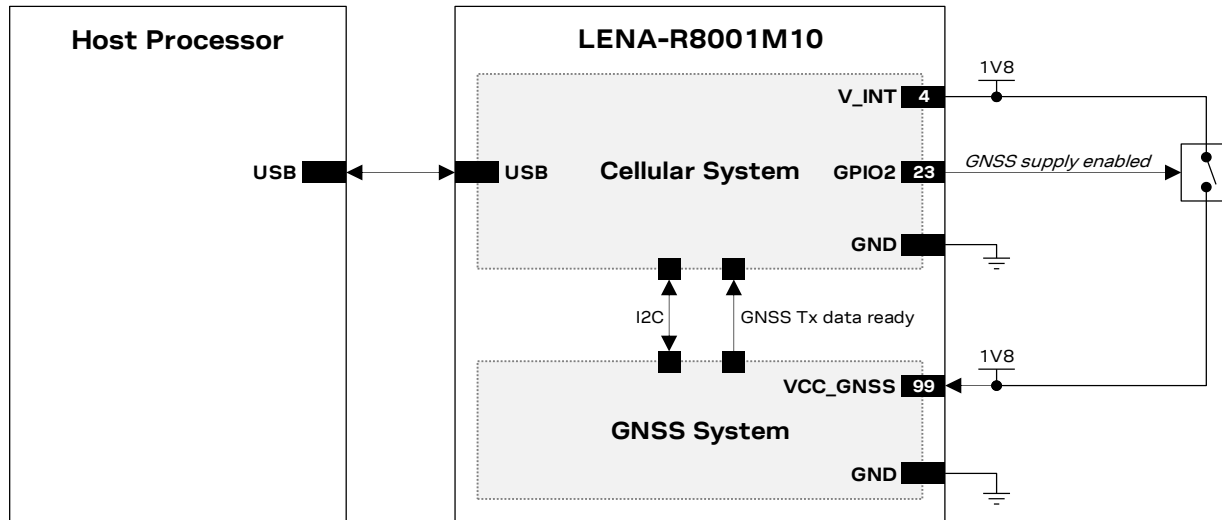 Host Processor
LENA-R8001M10
1V8
V_INT 4
USB
USB
Cellular System
GPIO2 23
GNSS supply enabled
GND
I2C
GNSS Tx data ready
1V8
VCC_GNSS 99
GNSS System
GND